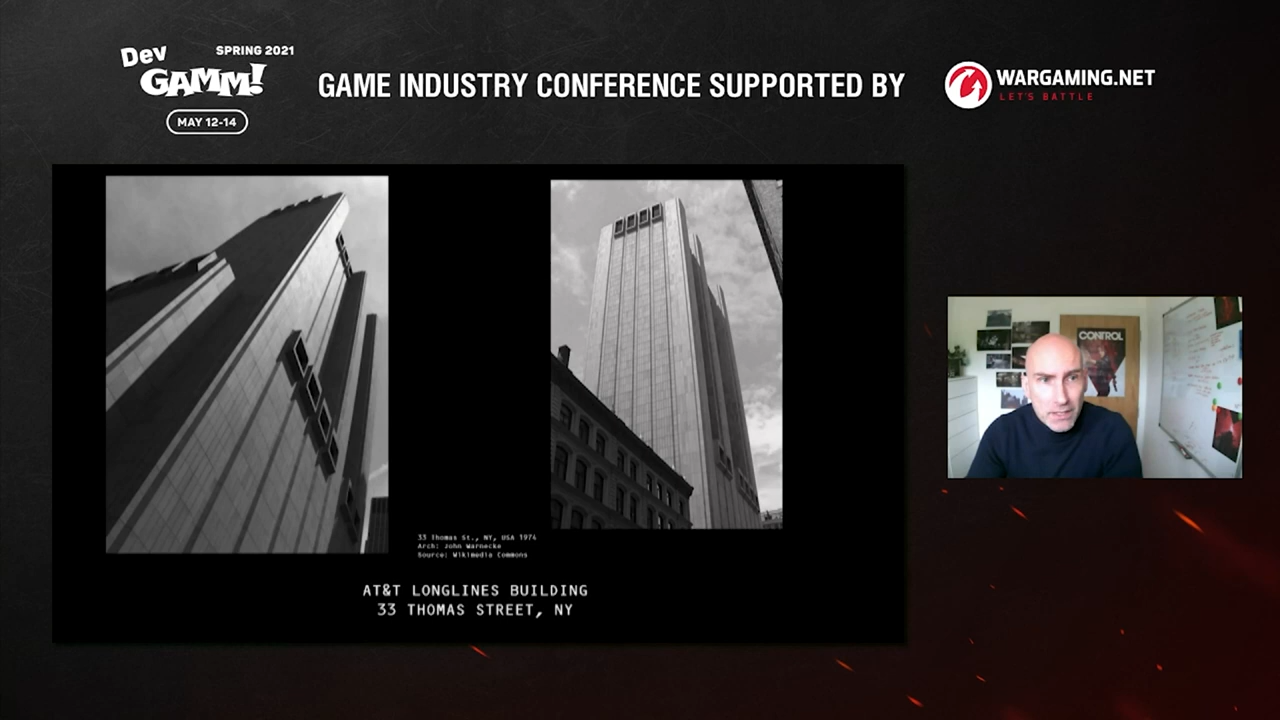 Dev
SPRING 2021
GAMM!
MAY 12-14
GAME INDUSTRY CONFERENCE SUPPORTED BY
WARGAMING.NET
LET'S BATTLE
CONTROL
33 Thomas St., NY, USA 1974
Arch: John Warnecke
Source: Wikimedia Commons
AT&T LONGLINES BUILDING
33 THOMAS STREET, NY